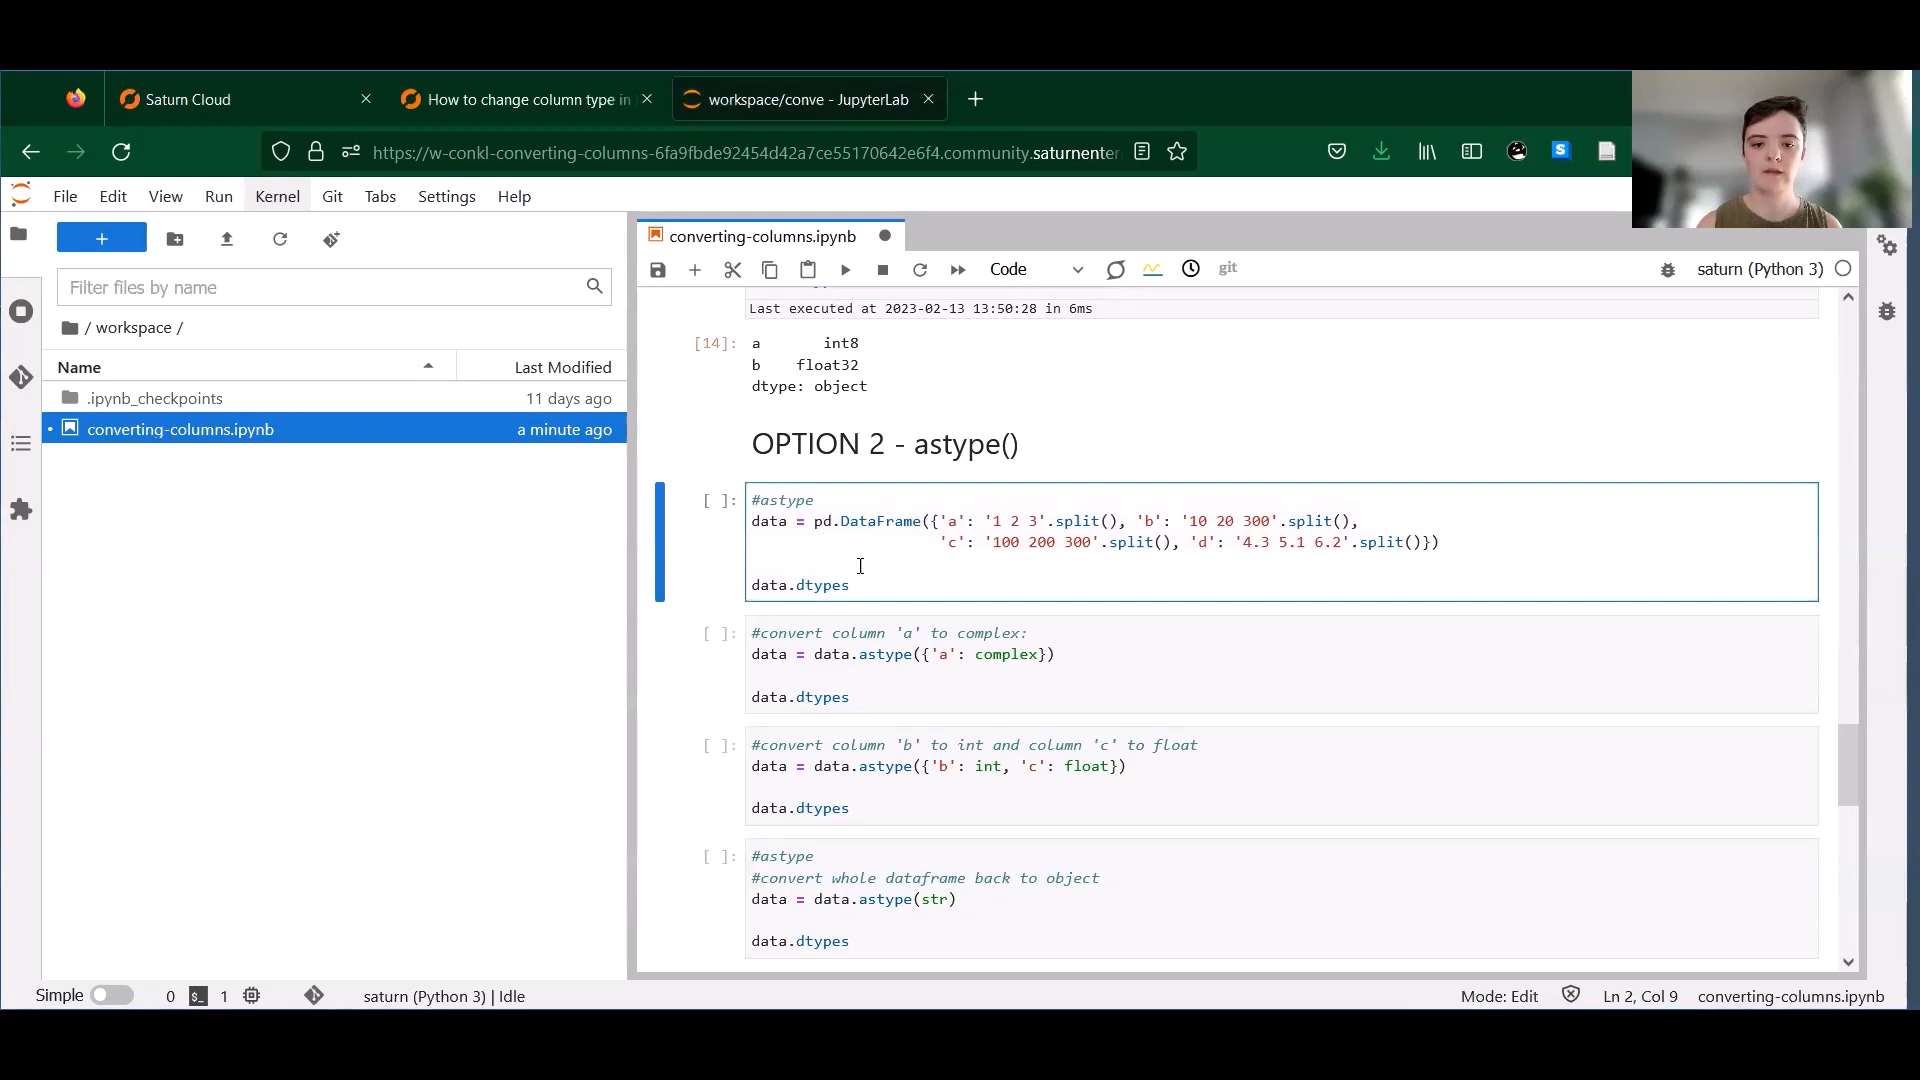 Saturn Cloud
How to change column type in
workspace/conve - JupyterLab
https://w-conkl-converting-columns-6fa9fbde92454d42a7ce55170642e6f4.community.saturnenter
File Edit View Run Kernel Git Tabs Settings Help
Filter files by name
/ workspace /
Name Last Modified
.ipynb_checkpoints 11 days ago
converting-columns.ipynb a minute ago
converting-columns.ipynb
Code git saturn (Python 3)
Last executed at 2023-02-13 13:50:28 in 6ms
[14]: a int8
b float32
dtype: object
OPTION 2 - astype()
[ ]: #astype
data = pd.DataFrame({'a': '1 2 3'.split(), 'b': '10 20 300'.split(),
'c': '100 200 300'.split(), 'd': '4.3 5.1 6.2'.split()})
data.dtypes
[ ]: #convert column 'a' to complex:
data = data.astype({'a': complex})
data.dtypes
[ ]: #convert column 'b' to int and column 'c' to float
data = data.astype({'b': int, 'c': float})
data.dtypes
[ ]: #astype
#convert whole dataframe back to object
data = data.astype(str)
data.dtypes
Simple 0 $_ 1 saturn (Python 3) | Idle Mode: Edit Ln 2, Col 9 converting-columns.ipynb